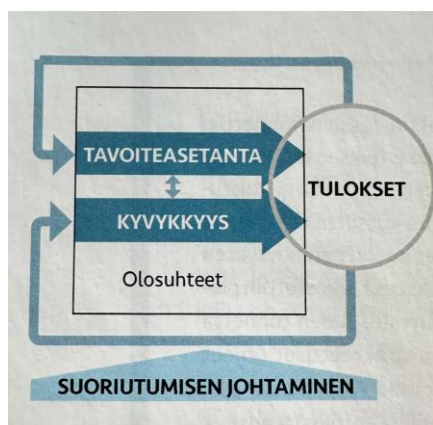 TAVOITEASETANTA
TULOKSET
KYVYKKYYS
Olosuhteet
SUORIUTUMISEN JOHTAMINEN